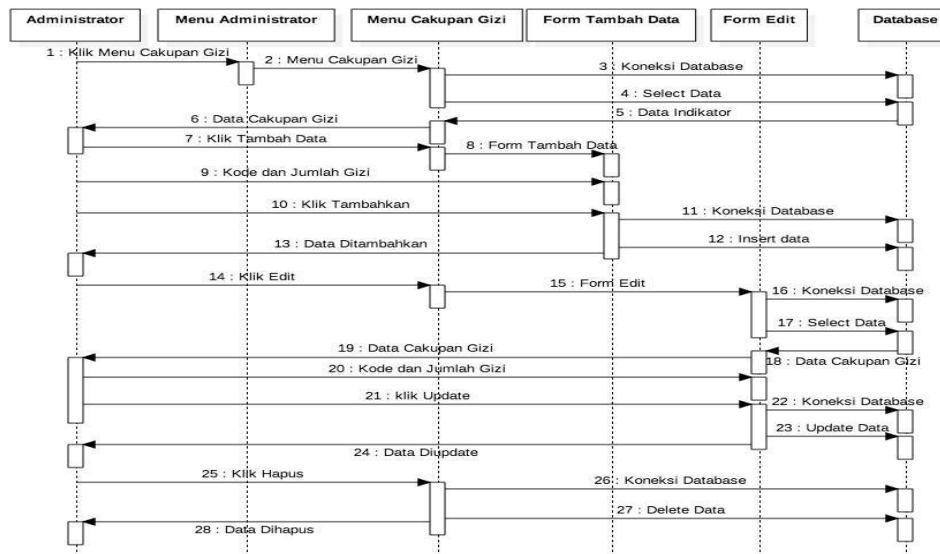 Administrator
Menu Administrator
Menu Cakupan Gizi
Form Tambah Data
Form Edit
Database
1 : Klik Menu Cakupan Gizi
2 : Menu Cakupan Gizi
3 : Koneksi Database
4 : Select Data
5 : Data Indikator
6 : Data Cakupan Gizi
7 : Klik Tambah Data
8 : Form Tambah Data
9 : Kode dan Jumlah Gizi
10 : Klik Tambahkan
11 : Koneksi Database
12 : Insert data
13 : Data Ditambahkan
14 : Klik Edit
15 : Form Edit
16 : Koneksi Database
17 : Select Data
18 : Data Cakupan Gizi
19 : Data Cakupan Gizi
20 : Kode dan Jumlah Gizi
21 : klik Update
22 : Koneksi Database
23 : Update Data
24 : Data Diupdate
25 : Klik Hapus
26 : Koneksi Database
27 : Delete Data
28 : Data Dihapus